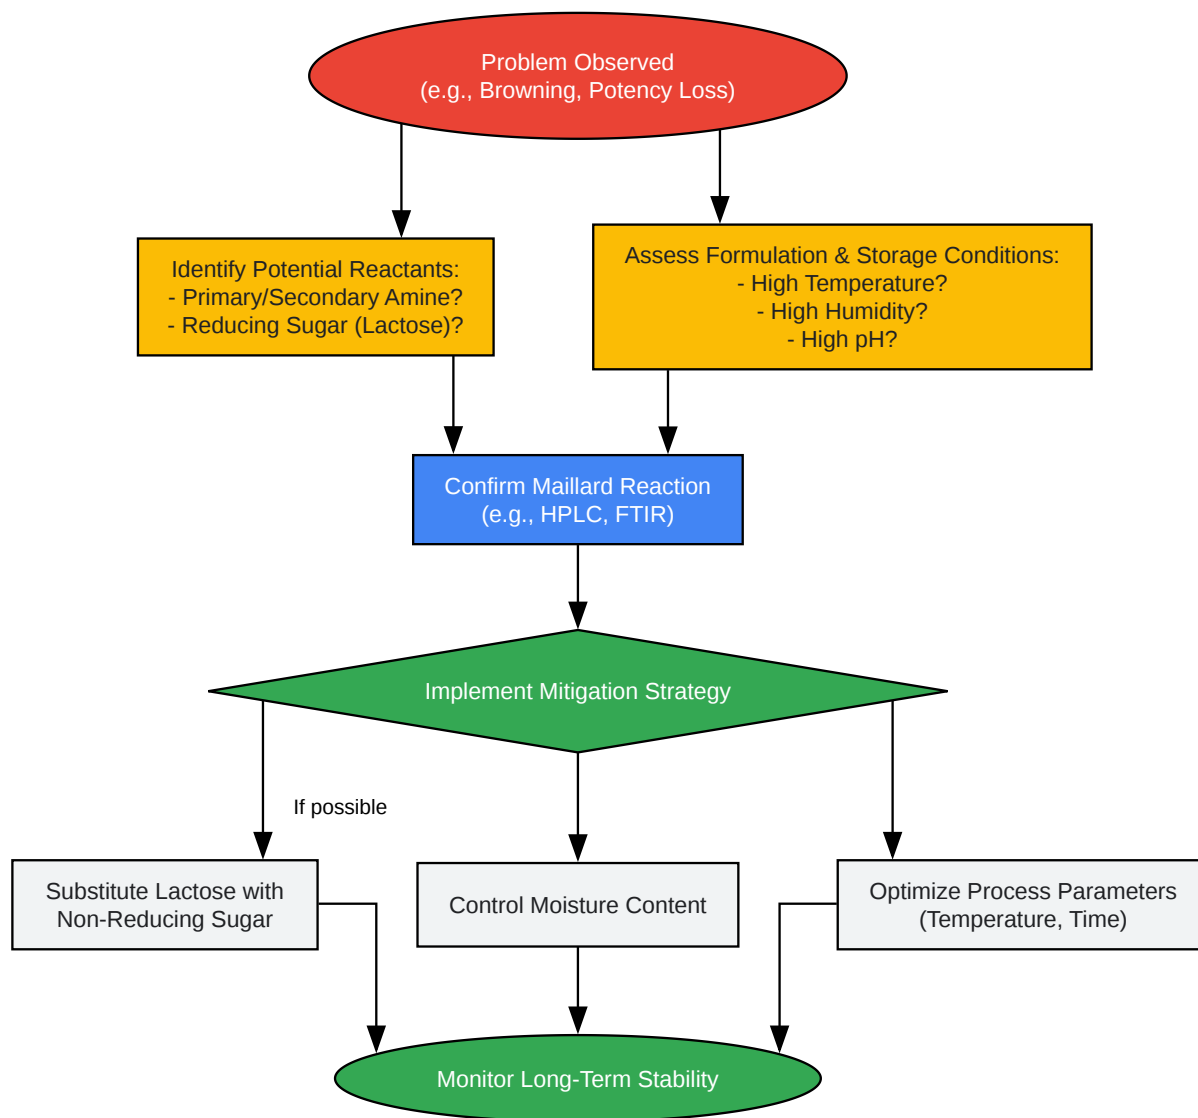 Problem Observed
(e.g., Browning, Potency Loss)
Identify Potential Reactants:
- Primary/Secondary Amine?
- Reducing Sugar (Lactose)?
Assess Formulation & Storage Conditions:
- High Temperature?
- High Humidity?
- High pH?
Confirm Maillard Reaction
(e.g., HPLC, FTIR)
Implement Mitigation Strategy
If possible
Substitute Lactose with
Non-Reducing Sugar
Control Moisture Content
Optimize Process Parameters
(Temperature, Time)
Monitor Long-Term Stability